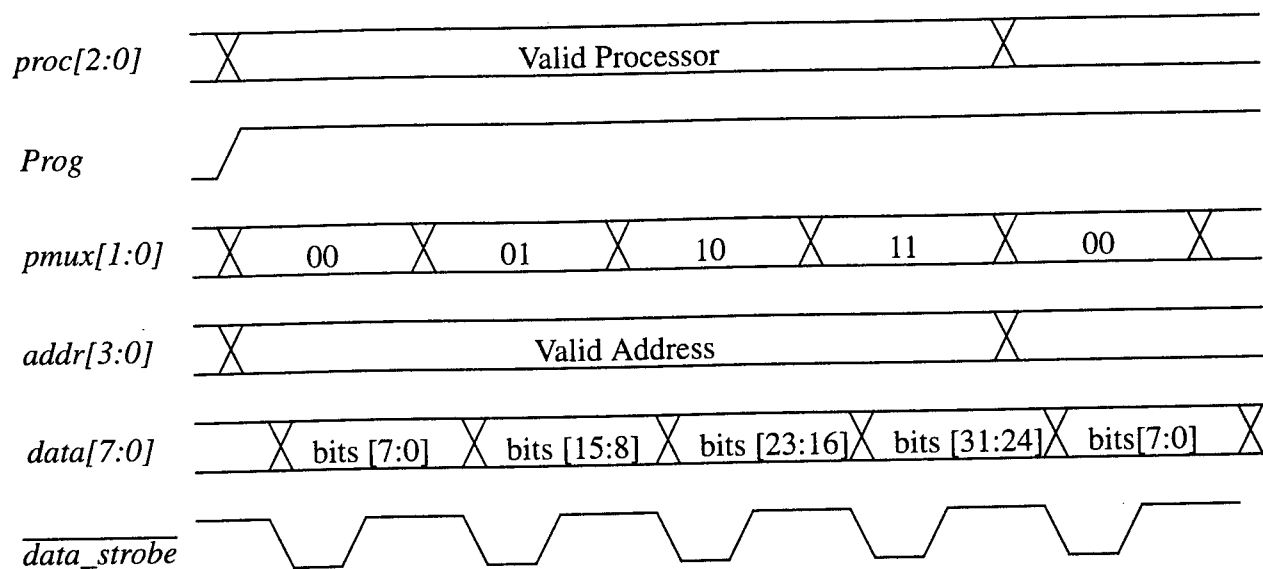 proc[2:0] Valid Processor
Prog
pmux[1:0] 00 01 10 11 00
addr[3:0] Valid Address
data[7:0] bits [7:0] bits [15:8] bits [23:16] bits [31:24] bits[7:0]
data_strobe